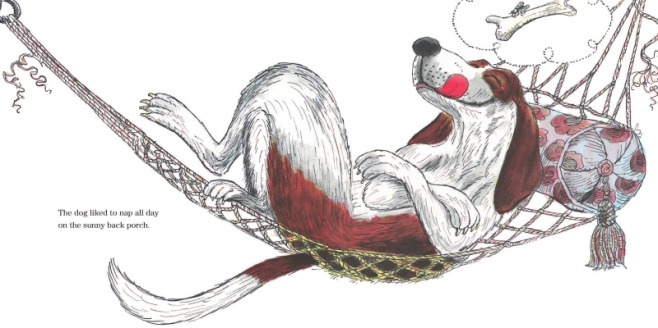 The dog liked to nap all day
on the sunny back porch.